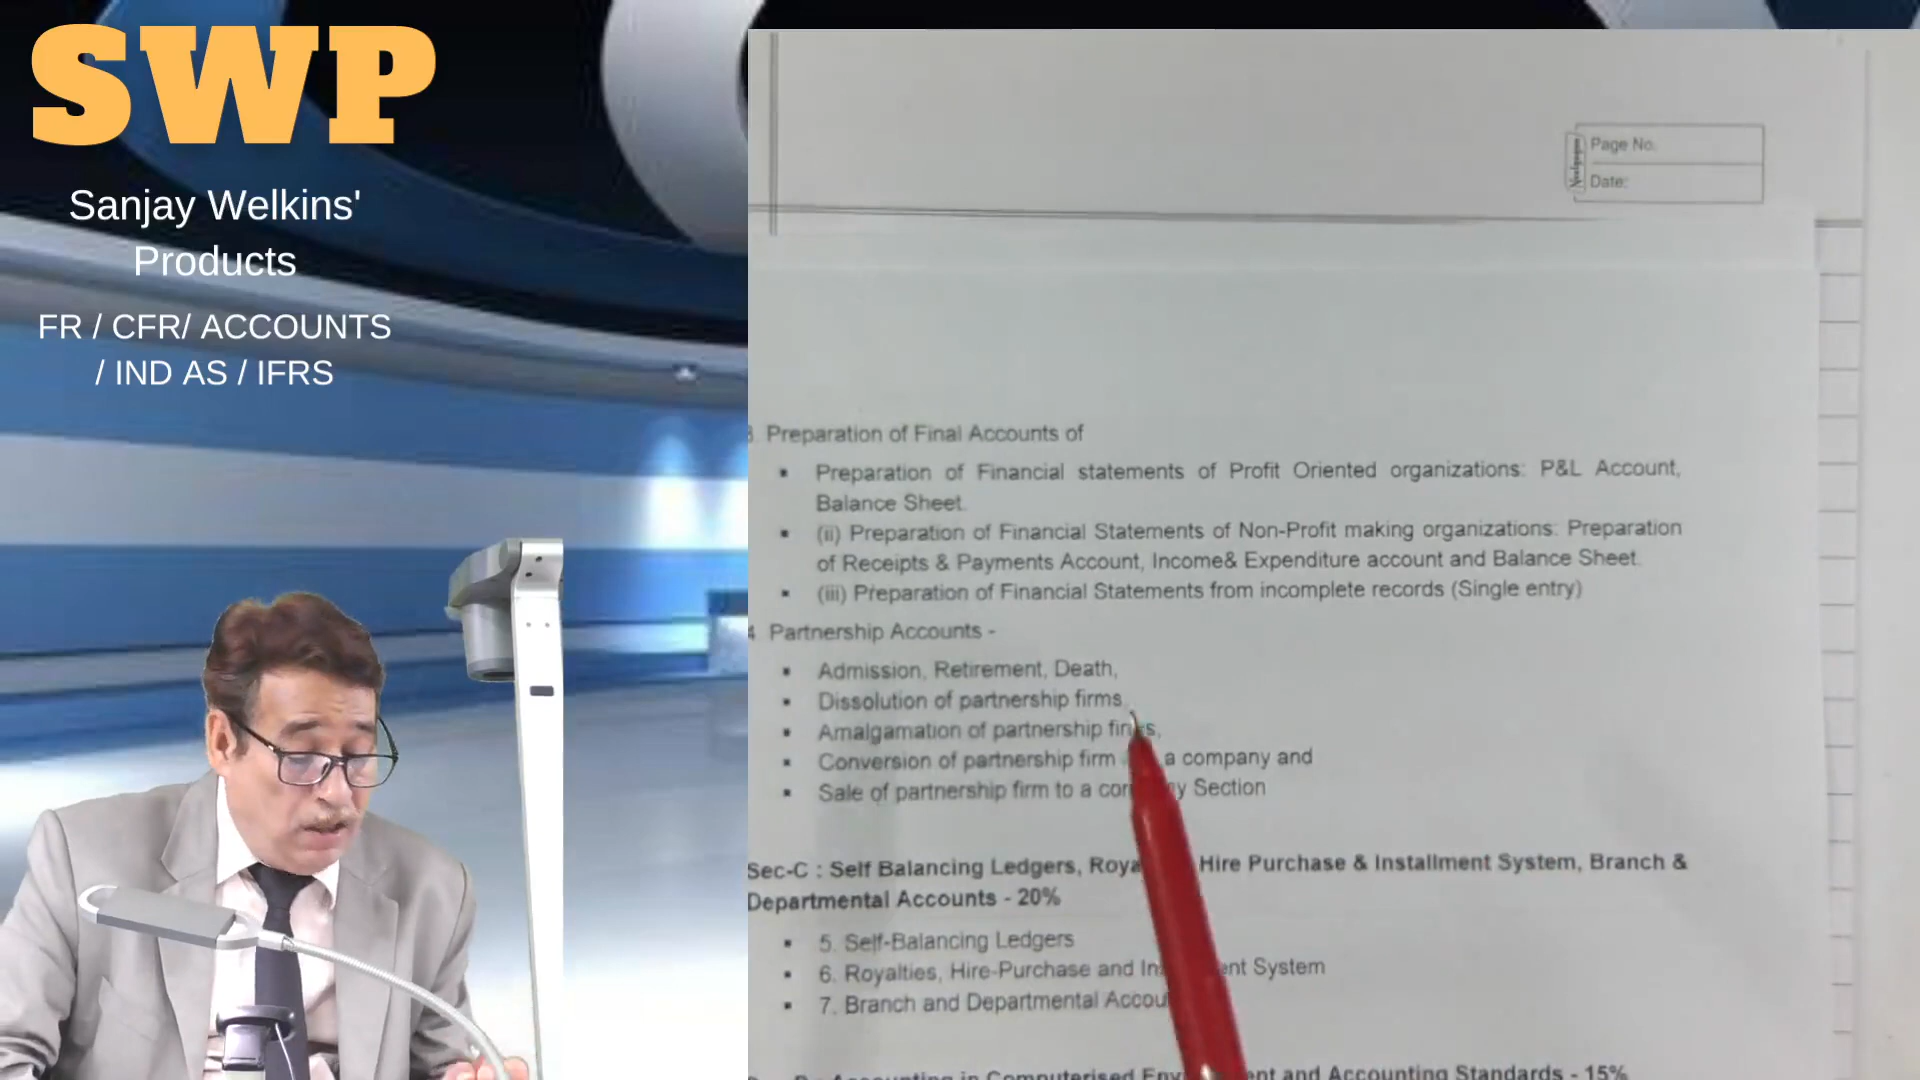 SWP
Sanjay Welkins'
Products
FR / CFR/ ACCOUNTS
/ IND AS / IFRS
Page No.
Date:
Preparation of Final Accounts of
▪ Preparation of Financial statements of Profit Oriented organizations: P&L Account,
Balance Sheet.
▪ (ii) Preparation of Financial Statements of Non-Profit making organizations: Preparation
of Receipts & Payments Account, Income& Expenditure account and Balance Sheet.
▪ (iii) Preparation of Financial Statements from incomplete records (Single entry)
4. Partnership Accounts -
▪ Admission, Retirement, Death,
▪ Dissolution of partnership firms,
▪ Amalgamation of partnership firms,
▪ Conversion of partnership firm a company and
▪ Sale of partnership firm to a company Section
Sec-C : Self Balancing Ledgers, Hire Purchase & Installment System, Branch &
Departmental Accounts - 20%
▪ 5. Self-Balancing Ledgers
▪ 6. Royalties, Hire-Purchase and System
▪ 7. Branch and Departmental
Accounting in Computerised and Accounting Standards - 15%